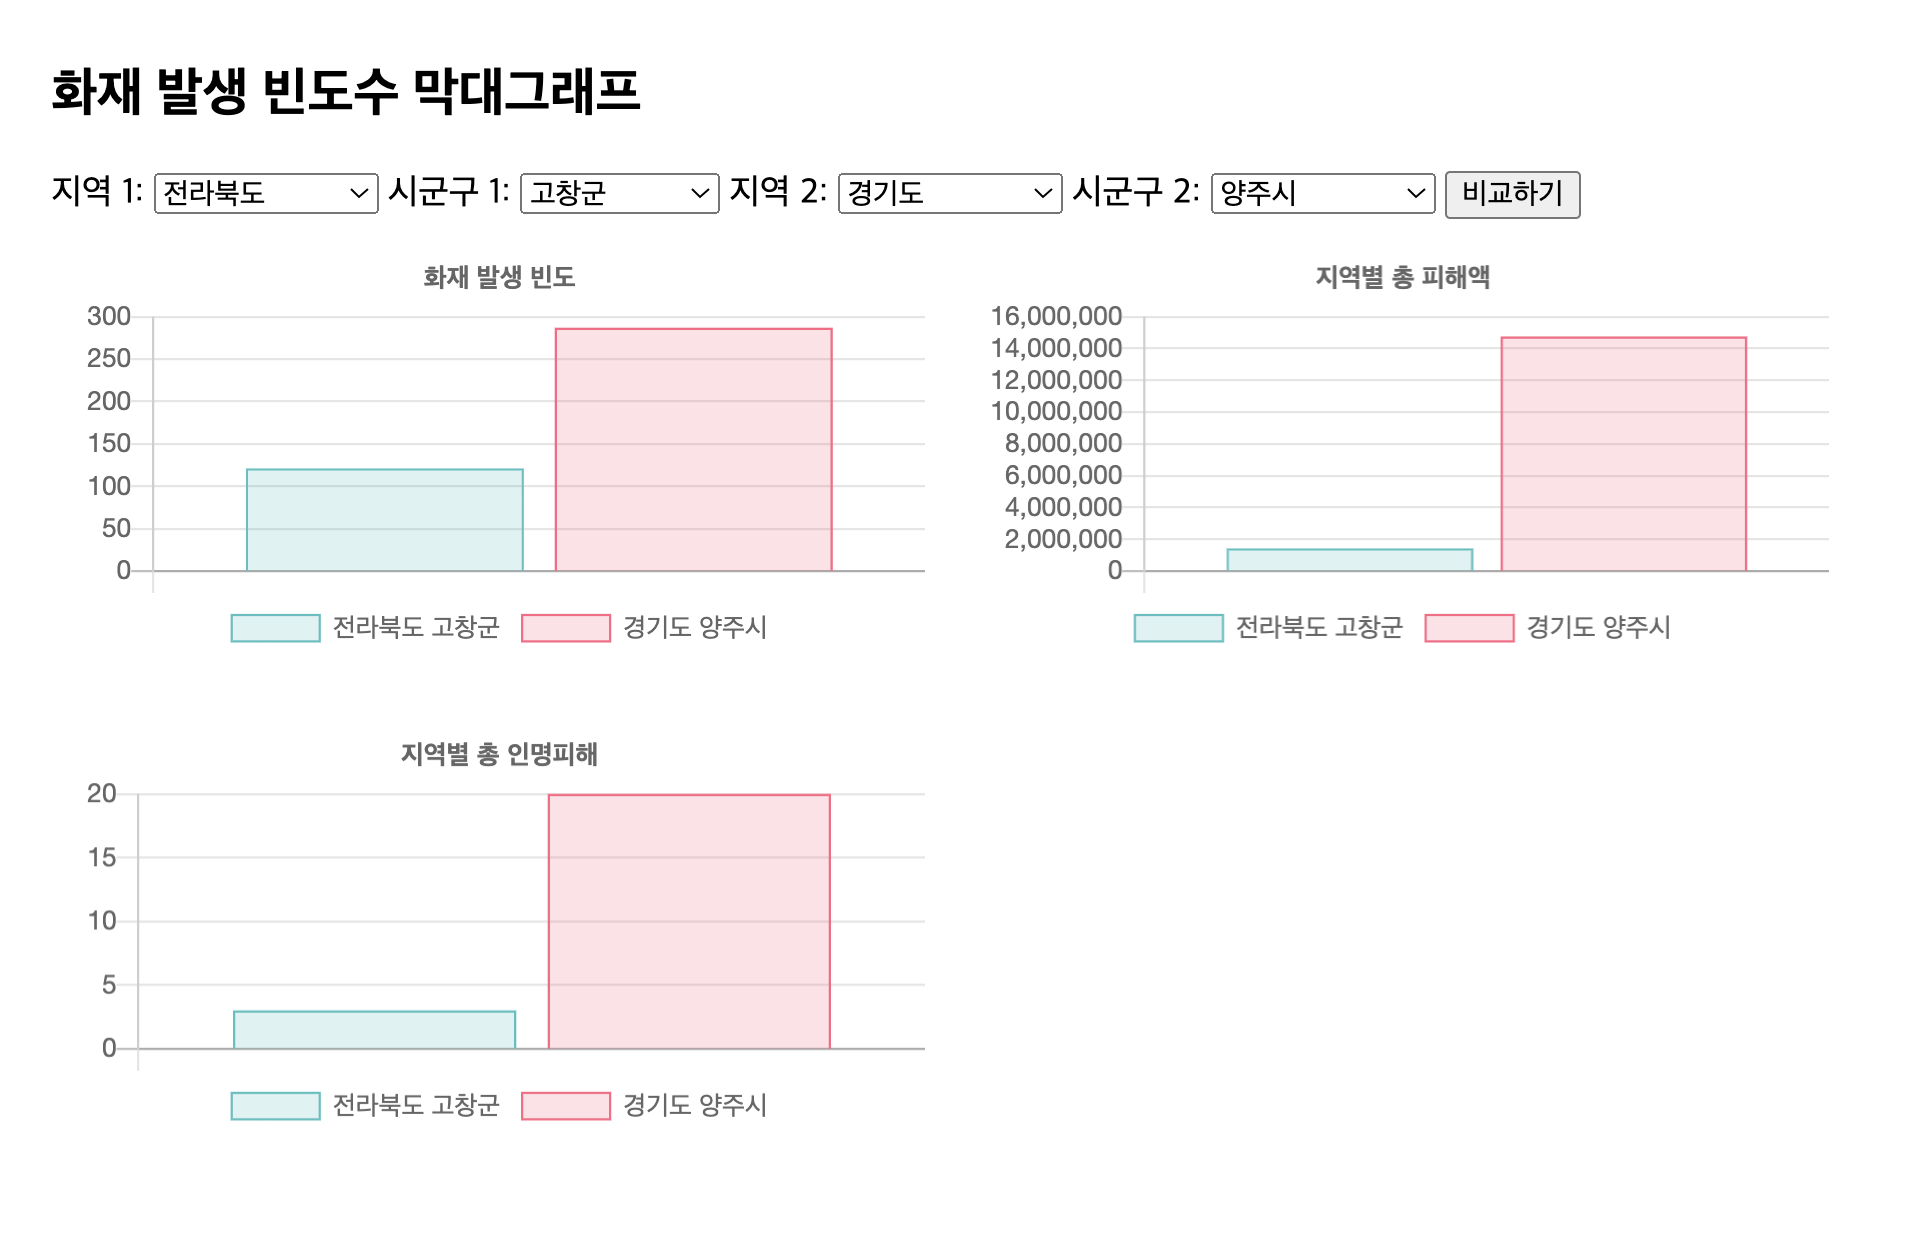 화재 발생 빈도수 막대그래프
지역 1: 전라북도 시군구 1: 고창군 지역 2: 경기도 시군구 2: 양주시 비교하기
화재 발생 빈도
300
250
200
150
100
50
0
전라북도 고창군 경기도 양주시
지역별 총 피해액
16,000,000
14,000,000
12,000,000
10,000,000
8,000,000
6,000,000
4,000,000
2,000,000
0
전라북도 고창군 경기도 양주시
지역별 총 인명피해
20
15
10
5
0
전라북도 고창군 경기도 양주시